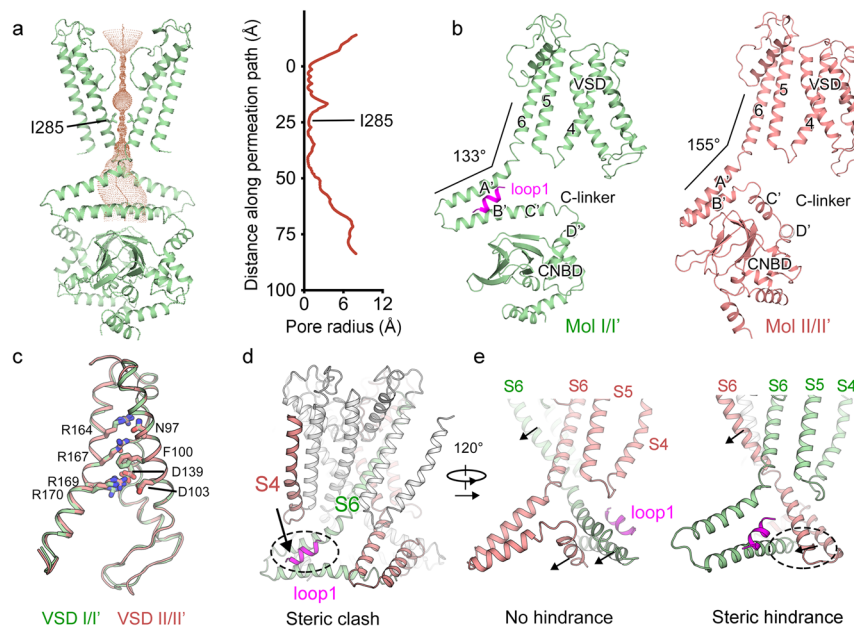 a
I285
Distance along permeation path (Å)
0
25
50
75
100
I285
0
6
12
Pore radius (Å)
b
VSD
5
6
4
133°
A'
loop1
B'
C'
C-linker
D'
CNBD
Mol I/I'
VSD
5
6
4
155°
A'
B'
C'
C-linker
D'
CNBD
Mol II/II'
c
R164
N97
R167
F100
D139
R169
R170
D103
VSD I/I'
VSD II/II'
d
S4
S6
loop1
Steric clash
120°
e
S6
S6
S5
S4
loop1
No hindrance
S6
S6
S5
S4
loop1
Steric hindrance